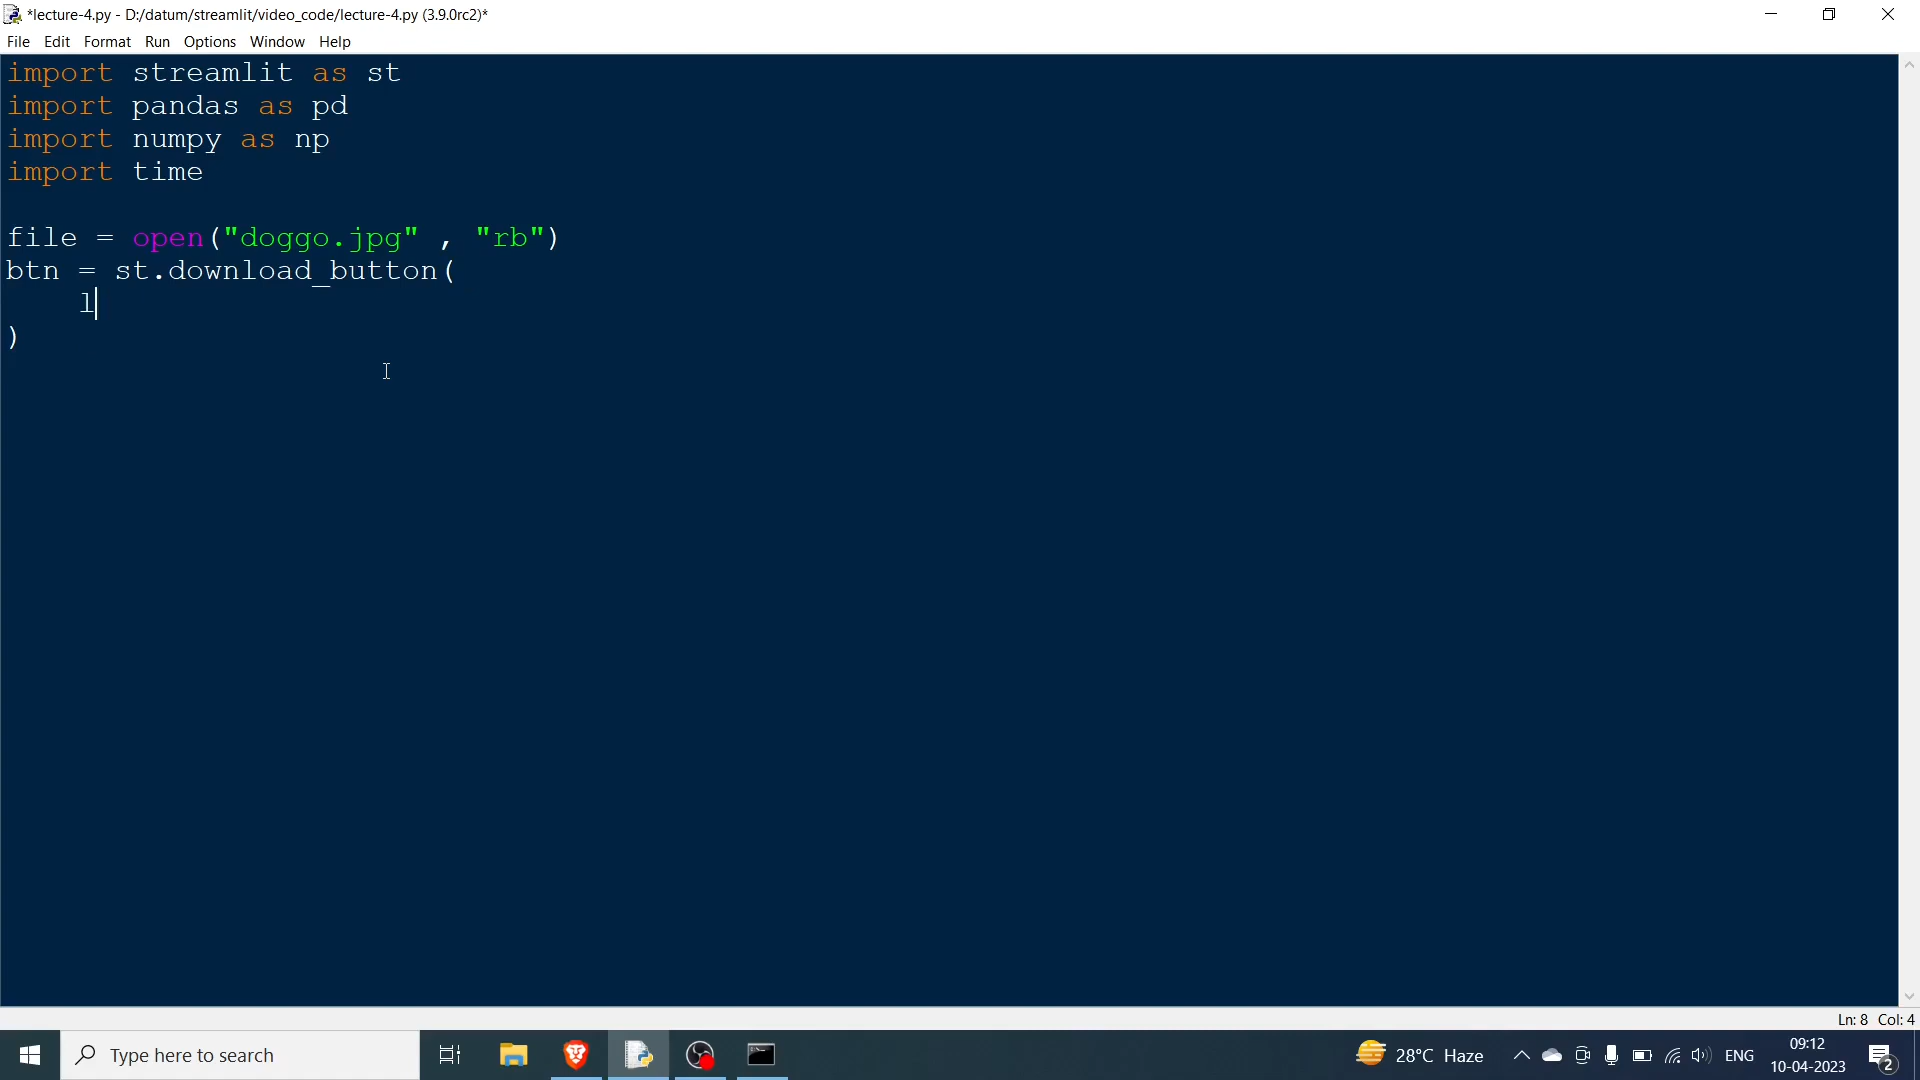 *lecture-4.py - D:/datum/streamlit/video_code/lecture-4.py (3.9.0rc2)*
File Edit Format Run Options Window Help
import streamlit as st
import pandas as pd
import numpy as np
import time
file = open("doggo.jpg" , "rb")
btn = st.download_button(
    l
)
Ln: 8 Col: 4
Type here to search
28°C Haze
ENG
09:12
10-04-2023
2